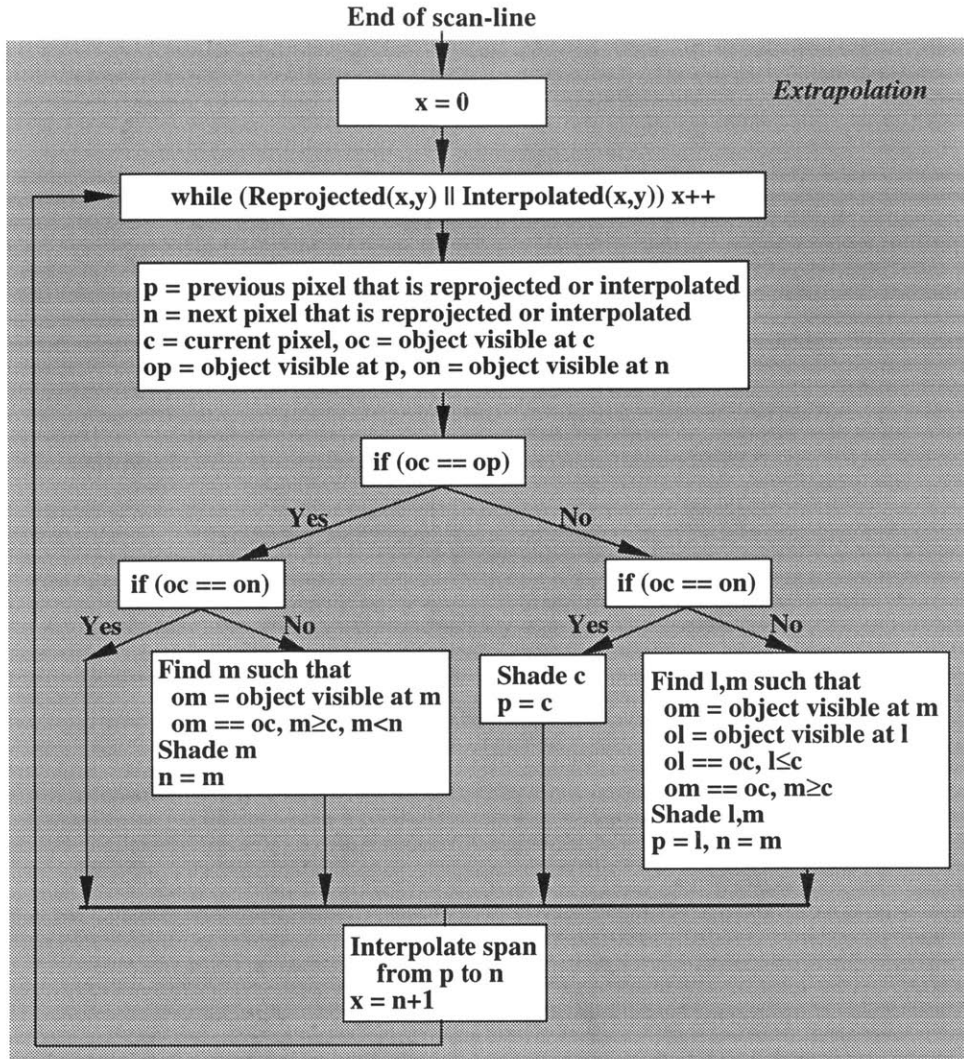 End of scan-line
Extrapolation
x = 0
while (Reprojected(x,y) || Interpolated(x,y)) x++
p = previous pixel that is reprojected or interpolated
n = next pixel that is reprojected or interpolated
c = current pixel, oc = object visible at c
op = object visible at p, on = object visible at n
if (oc == op)
Yes
No
if (oc == on)
if (oc == on)
Yes
No
Yes
No
Find m such that
om = object visible at m
om == oc, m≥c, m<n
Shade m
n = m
Shade c
p = c
Find l,m such that
om = object visible at m
ol = object visible at l
ol == oc, l≤c
om == oc, m≥c
Shade l,m
p = l, n = m
Interpolate span
from p to n
x = n+1